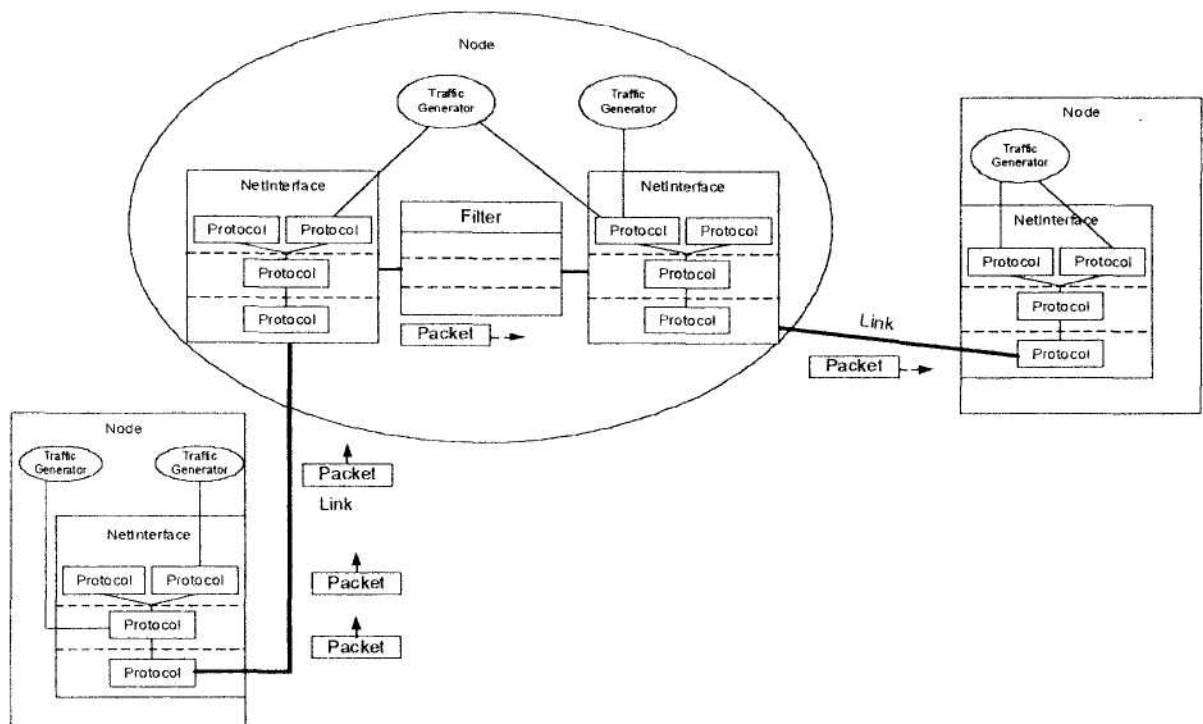 Node
Traffic
Generator
Traffic
Generator
NetInterface
Protocol
Protocol
Protocol
Protocol
Filter
Packet
NetInterface
Protocol
Protocol
Protocol
Protocol
Link
Packet
Node
Traffic
Generator
NetInterface
Protocol
Protocol
Protocol
Protocol
Node
Traffic
Generator
Traffic
Generator
NetInterface
Protocol
Protocol
Protocol
Protocol
Packet
Link
Packet
Packet